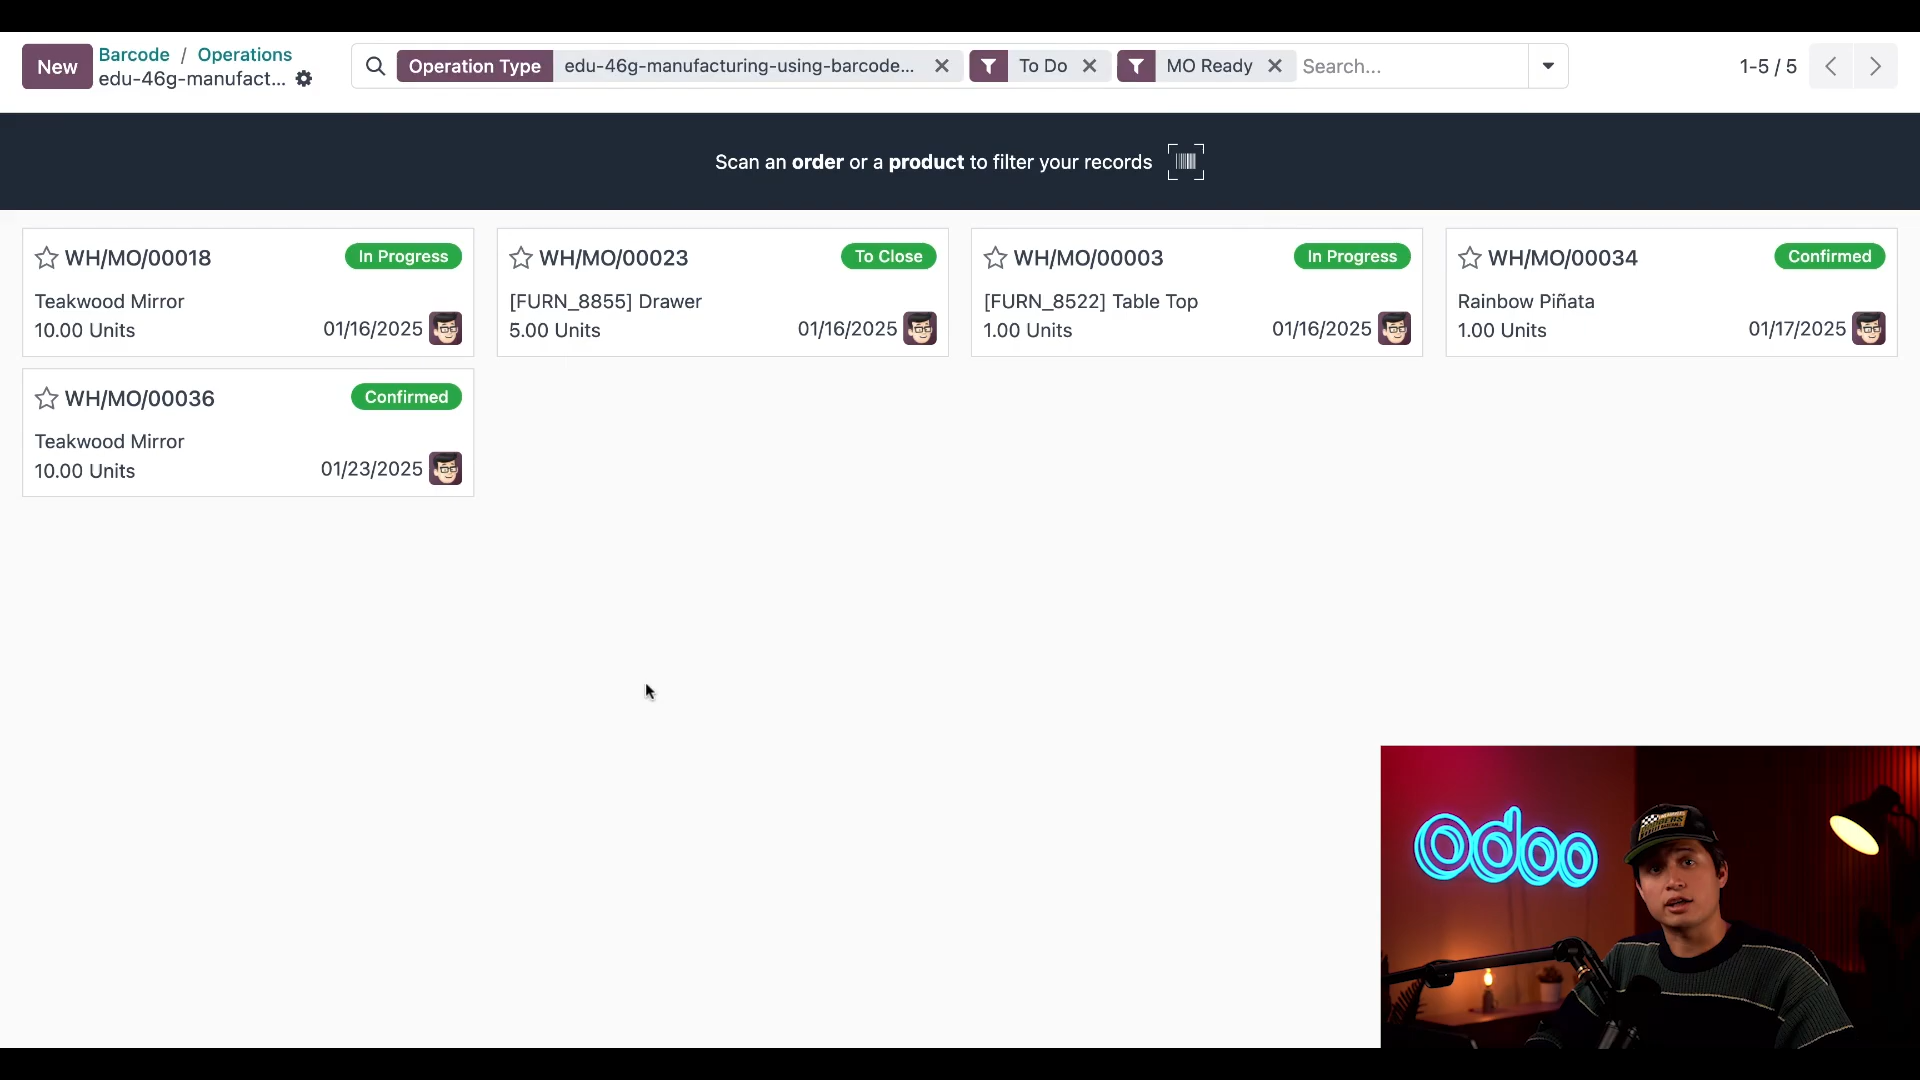 New
Barcode / Operations
edu-46g-manufact...
Operation Type edu-46g-manufacturing-using-barcode... To Do MO Ready Search...
1-5 / 5
Scan an order or a product to filter your records
WH/MO/00018 In Progress
Teakwood Mirror
10.00 Units 01/16/2025
WH/MO/00023 To Close
[FURN_8855] Drawer
5.00 Units 01/16/2025
WH/MO/00003 In Progress
[FURN_8522] Table Top
1.00 Units 01/16/2025
WH/MO/00034 Confirmed
Rainbow Piñata
1.00 Units 01/17/2025
WH/MO/00036 Confirmed
Teakwood Mirror
10.00 Units 01/23/2025
odoo